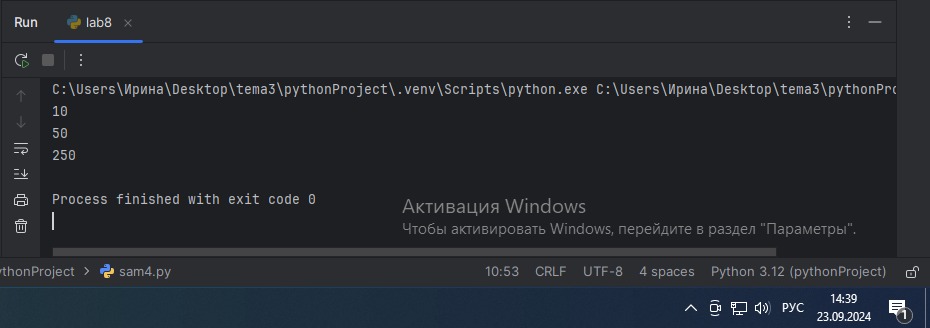 Run lab8
C:\Users\Ирина\Desktop\tema3\pythonProject\.venv\Scripts\python.exe C:\Users\Ирина\Desktop\tema3\pythonPro
10
50
250
Process finished with exit code 0
Активация Windows
Чтобы активировать Windows, перейдите в раздел "Параметры".
ythonProject > sam4.py 10:53 CRLF UTF-8 4 spaces Python 3.12 (pythonProject)
РУС 14:39
23.09.2024 1